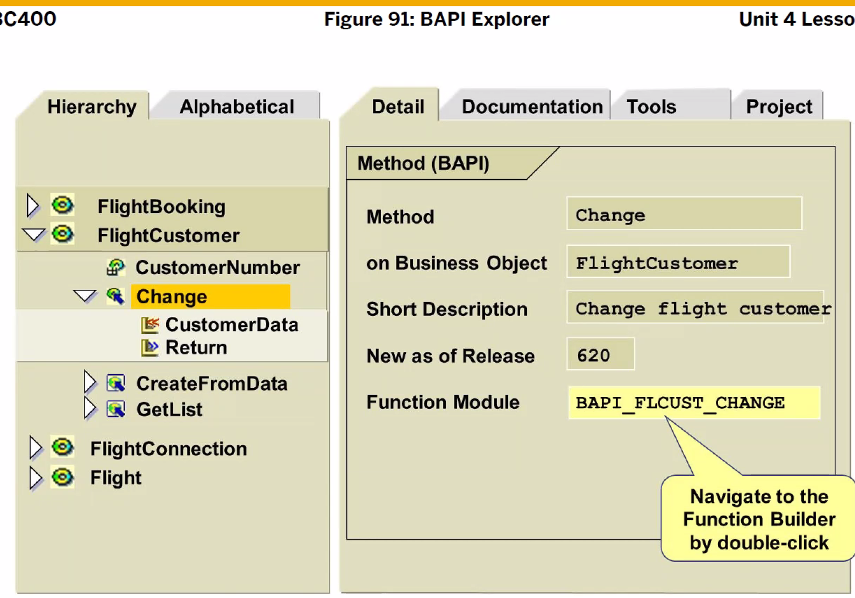 BC400
Figure 91: BAPI Explorer
Unit 4 Lesso
Hierarchy
Alphabetical
FlightBooking
FlightCustomer
CustomerNumber
Change
CustomerData
Return
CreateFromData
GetList
FlightConnection
Flight
Detail
Documentation
Tools
Project
Method (BAPI)
Method
Change
on Business Object
FlightCustomer
Short Description
Change flight customer
New as of Release
620
Function Module
BAPI_FLCUST_CHANGE
Navigate to the
Function Builder
by double-click